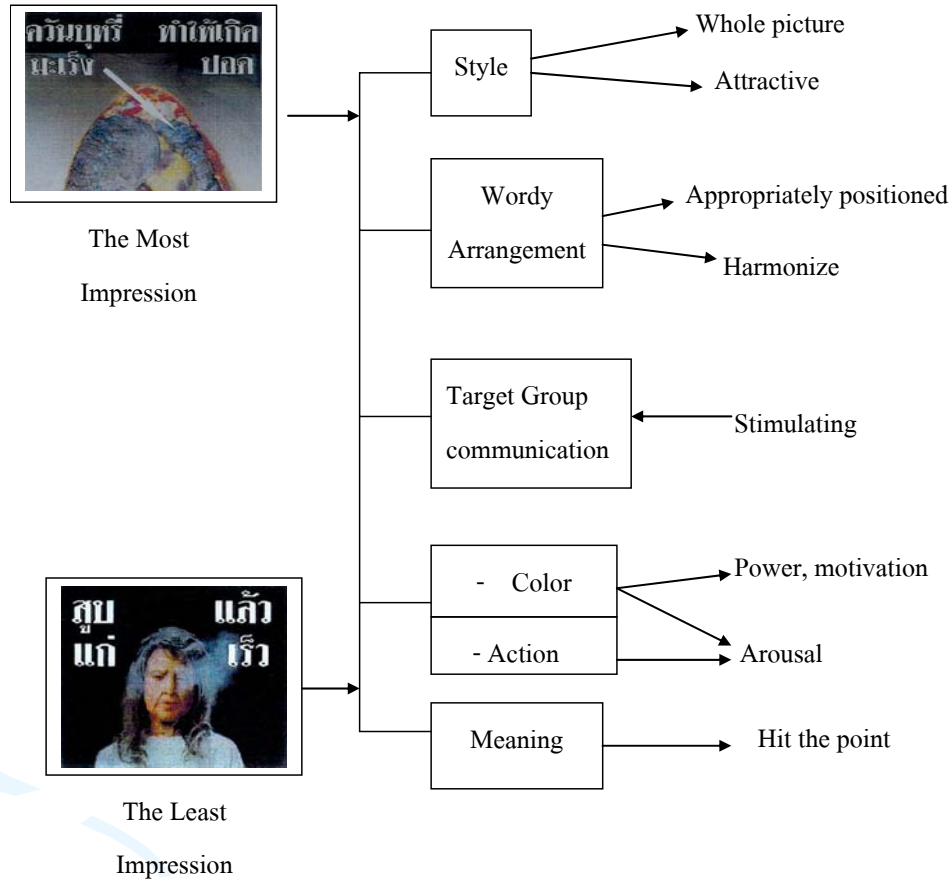 ควันบุหรี่ ทำให้เกิด
มะเร็ง ปอด
The Most
Impression
สูบ แล้ว
แก่ เร็ว
The Least
Impression
Style
Whole picture
Attractive
Wordy
Arrangement
Appropriately positioned
Harmonize
Target Group
communication
Stimulating
- Color
- Action
Power, motivation
Arousal
Meaning
Hit the point